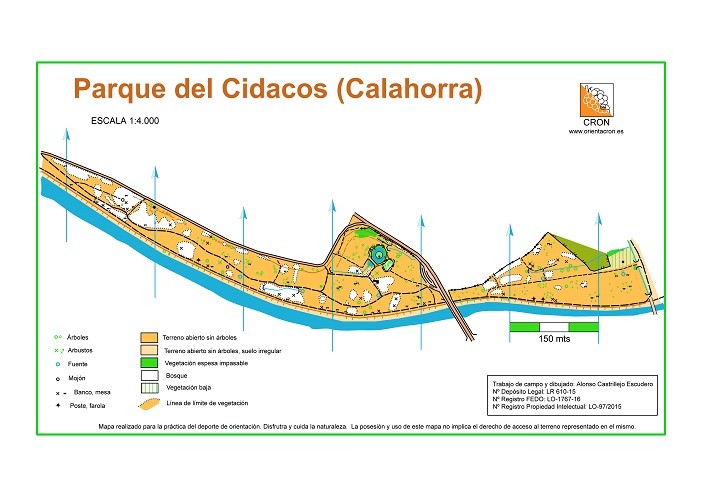 Parque del Cidacos (Calahorra)
ESCALA 1:4.000
CRON
www.orientacron.es
150 mts
Árboles
Arbustos
Fuente
Mojón
Banco, mesa
Poste, farola
Terreno abierto sin árboles
Terreno abierto sin árboles, suelo irregular
Vegetación espesa impasable
Bosque
Vegetación baja
Línea de límite de vegetación
Trabajo de campo y dibujado: Alonso Castrillejo Escudero
Nº Depósito Legal: LR 610-15
Nº Registro FEDO: LO-1767-16
Nº Registro Propiedad Intelectual: LO-97/2015
Mapa realizado para la práctica del deporte de orientación. Disfrutra y cuida la naturaleza. La posesión y uso de este mapa no implica el derecho de acceso al terreno representado en el mismo.